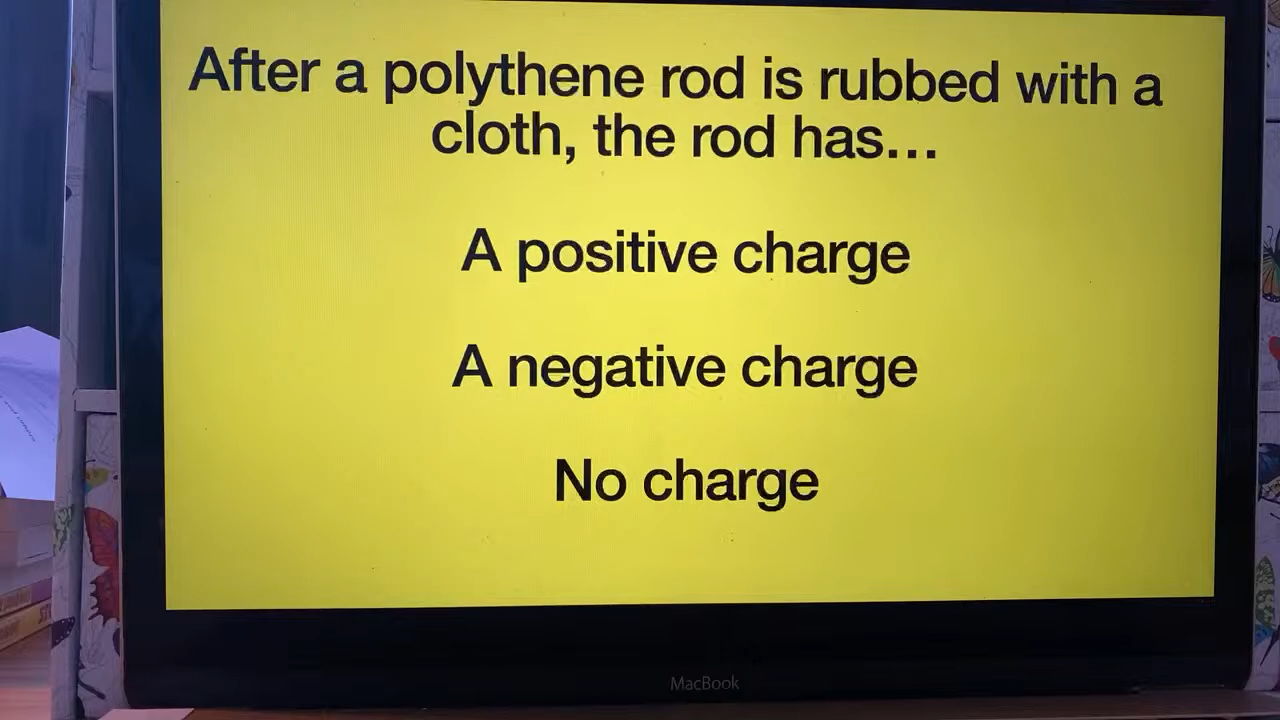 After a polythene rod is rubbed with a
cloth, the rod has...
A positive charge
A negative charge
No charge
MacBook